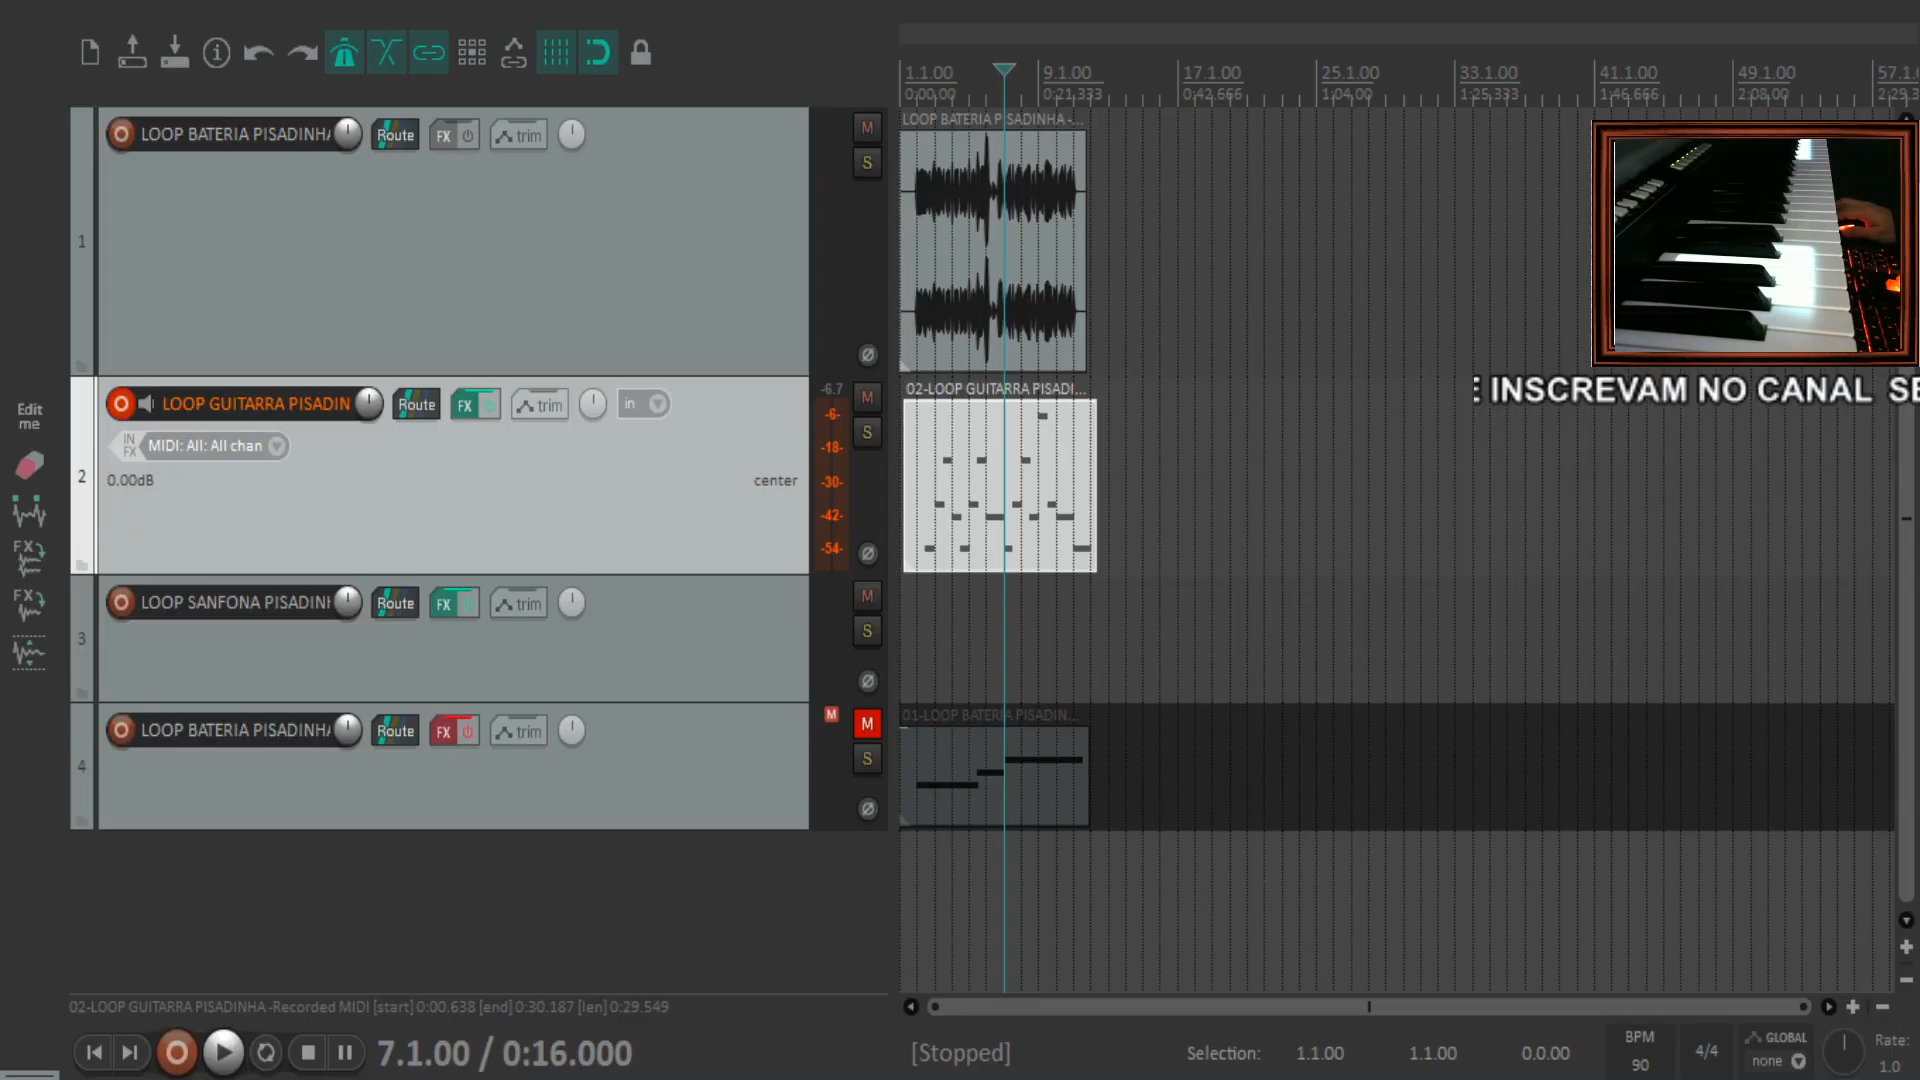 1.1.00 9.1.00 17.1.00 25.1.00 33.1.00 41.1.00 49.1.00 57.1.
0:00.00 0:21.333 0:42.666 1:04.00 1:25.333 1:46.666 2:08.00 2:29.3
1
LOOP BATERIA PISADINHA
Route
FX
trim
M
S
LOOP BATERIA PISADINHA -...
E INSCREVAM NO CANAL SE
Edit
me
FX
FX
2
LOOP GUITARRA PISADIN
Route
FX
trim
in
IN
FX
MIDI: All: All chan
0.00dB
center
-6.7
-6-
-18-
-30-
-42-
-54-
M
S
02-LOOP GUITARRA PISADI...
3
LOOP SANFONA PISADINH
Route
FX
trim
M
S
4
LOOP BATERIA PISADINHA
Route
FX
trim
M
M
S
01-LOOP BATERIA PISADIN...
02-LOOP GUITARRA PISADINHA -Recorded MIDI [start] 0:00.638 [end] 0:30.187 [len] 0:29.549
7.1.00 / 0:16.000
[Stopped]
Selection: 1.1.00 1.1.00 0.0.00
BPM
90
4/4
GLOBAL
none
Rate:
1.0